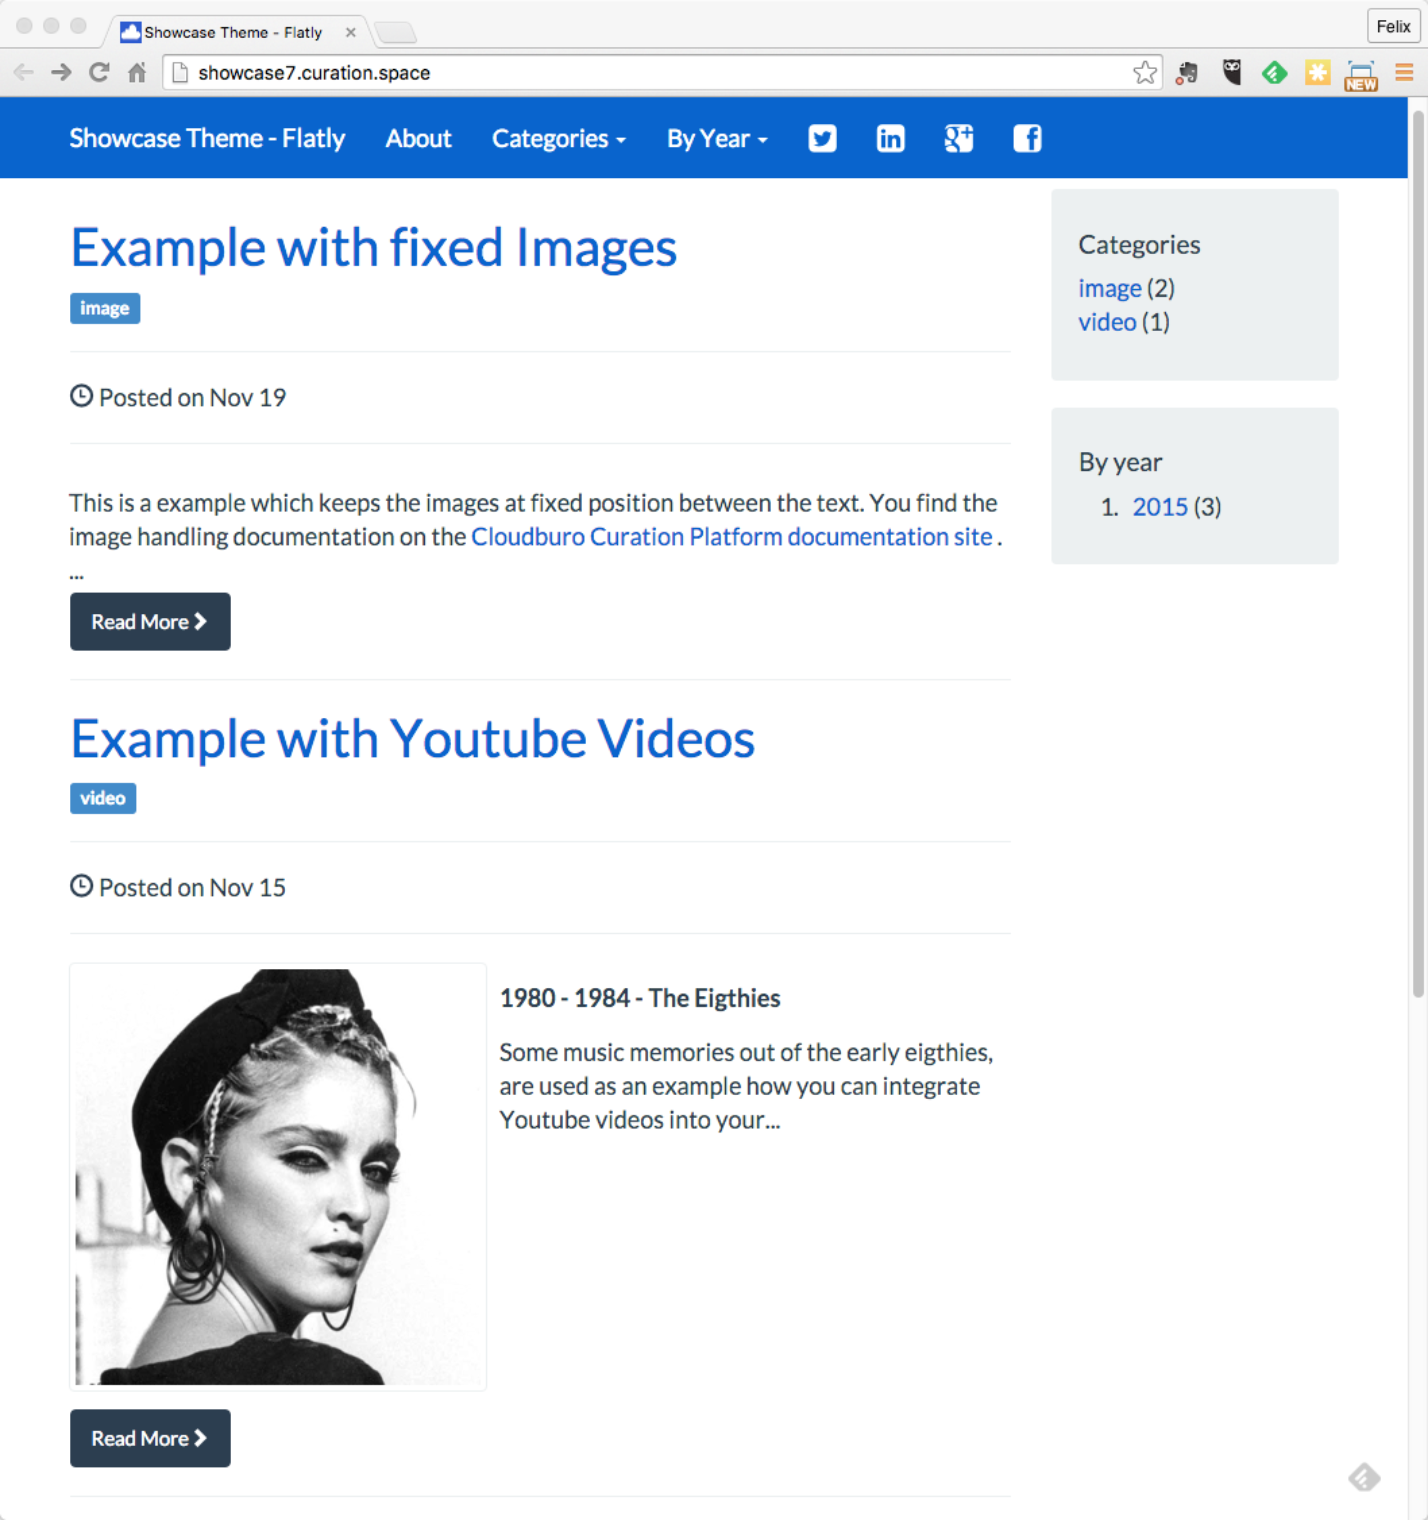 Showcase Theme - Flatly
Felix
showcase7.curation.space
NEW
Showcase Theme - Flatly About Categories By Year
Example with fixed Images
image
Posted on Nov 19
This is a example which keeps the images at fixed position between the text. You find the
image handling documentation on the Cloudburo Curation Platform documentation site .
...
Read More
Example with Youtube Videos
video
Posted on Nov 15
1980 - 1984 - The Eigthies
Some music memories out of the early eigthies,
are used as an example how you can integrate
Youtube videos into your...
Read More
Categories
image (2)
video (1)
By year
1. 2015 (3)